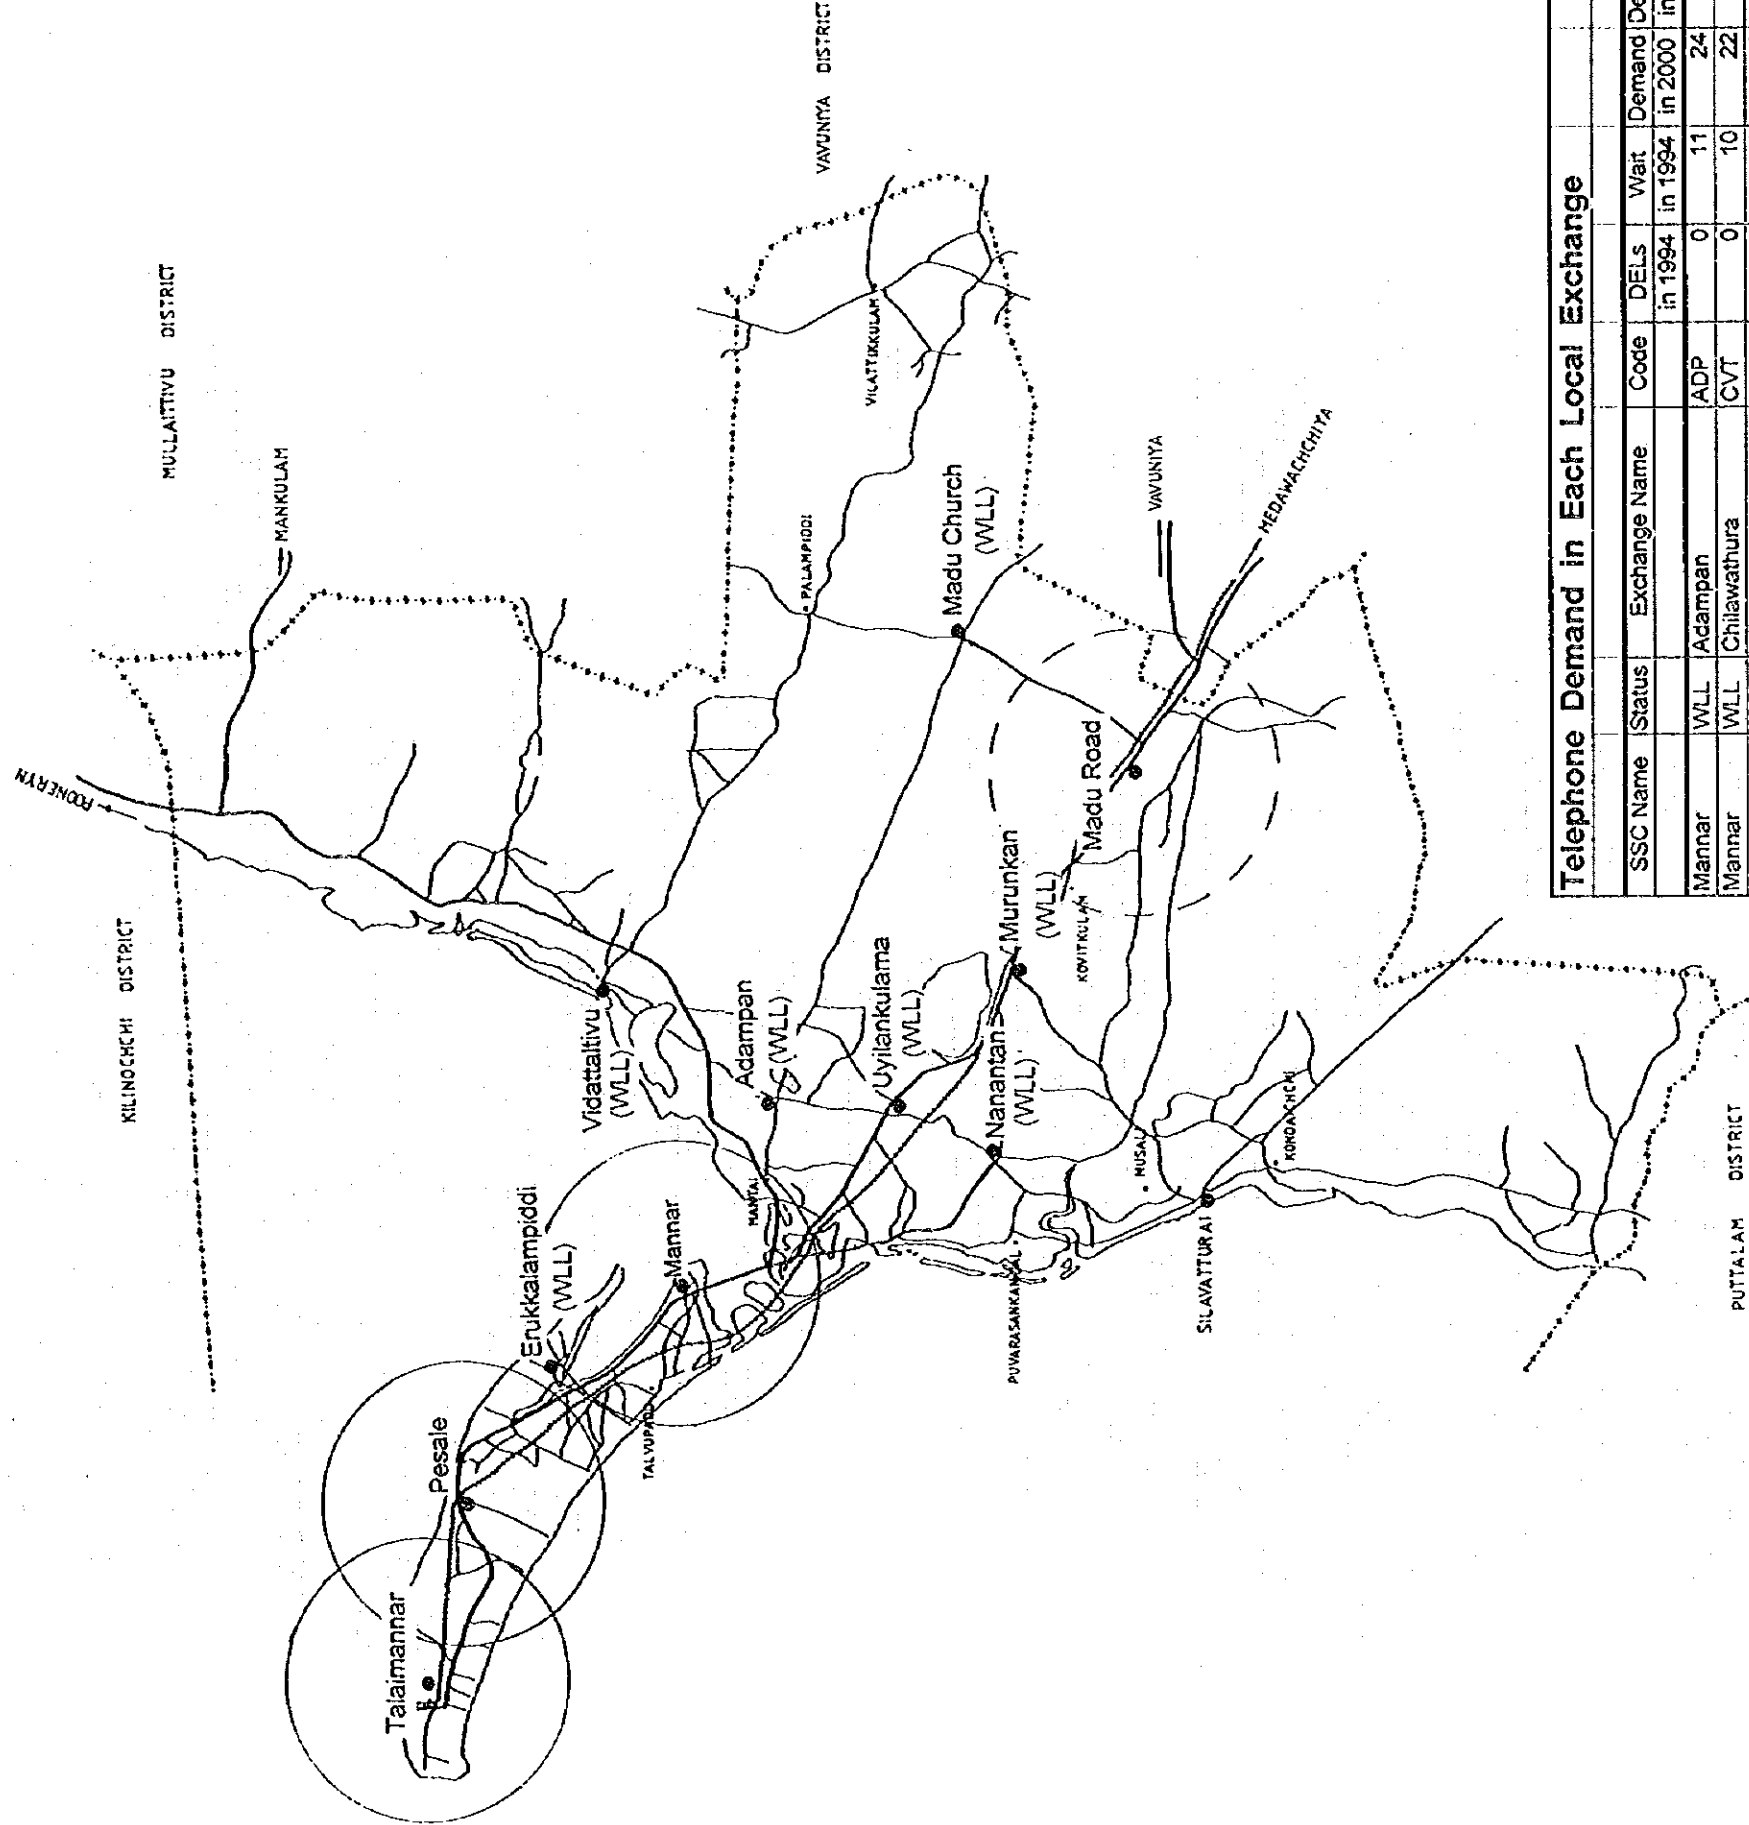 POONERYN
MULLAITTIVU DISTRICT
MANKULAM
KILINOCHCHI DISTRICT
VAVUNIYA DISTRICT
Talaimannar
Pesale
Erukkalampiddi
(WLL)
Mannar
TALVUPADU
MANTAI
Vidattaltivu
(WLL)
Adampan
(WLL)
Uyilankulama
(WLL)
Nanantan
(WLL)
Murunkan
(WLL)
KOVITKULAM
Madu Road
Madu Church
(WLL)
PALAMPIDDI
VILATTIKKULAM
VAVUNIYA
MEDAWACHCHIYA
MUSALI
SILAVATTURAI
PUTTALAM DISTRICT
Telephone Demand in Each Local Exchange
SSC Name Status Exchange Name Code DELs Wait Demand De
in 1994 in 1994 in 2000 in
Mannar WLL Adampan ADP 0 11 24
Mannar WLL Chilawathura CVT 0 10 22